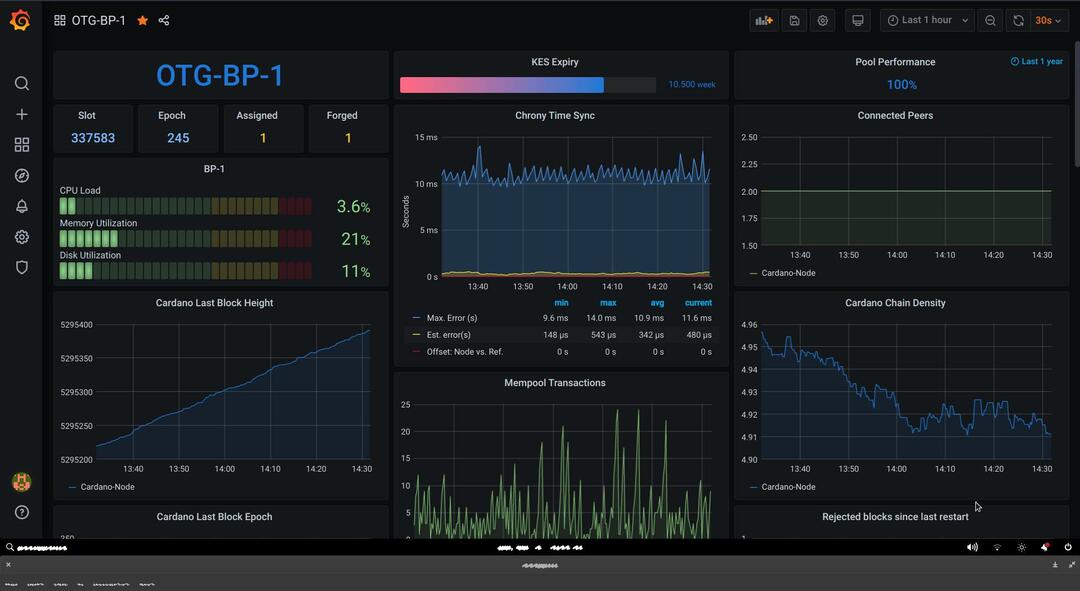 OTG-BP-1
Last 1 hour
30s
OTG-BP-1
Slot
337583
Epoch
245
Assigned
1
Forged
1
BP-1
CPU Load
3.6%
Memory Utilization
21%
Disk Utilization
11%
Cardano Last Block Height
5295400
5295350
5295300
5295250
5295200
13:40 13:50 14:00 14:10 14:20 14:30
Cardano-Node
Cardano Last Block Epoch
KES Expiry
10.500 week
Chrony Time Sync
Seconds
15 ms
10 ms
5 ms
0 s
13:40 13:50 14:00 14:10 14:20 14:30
min max avg current
Max. Error (s) 9.6 ms 14.0 ms 10.9 ms 11.6 ms
Est. error(s) 148 µs 543 µs 342 µs 480 µs
Offset: Node vs. Ref. 0 s 0 s 0 s 0 s
Mempool Transactions
25
20
15
10
5
0
Pool Performance
Last 1 year
100%
Connected Peers
2.50
2.25
2.00
1.75
1.50
13:40 13:50 14:00 14:10 14:20 14:30
Cardano-Node
Cardano Chain Density
4.96
4.95
4.94
4.93
4.92
4.91
4.90
13:40 13:50 14:00 14:10 14:20 14:30
Cardano-Node
Rejected blocks since last restart
1